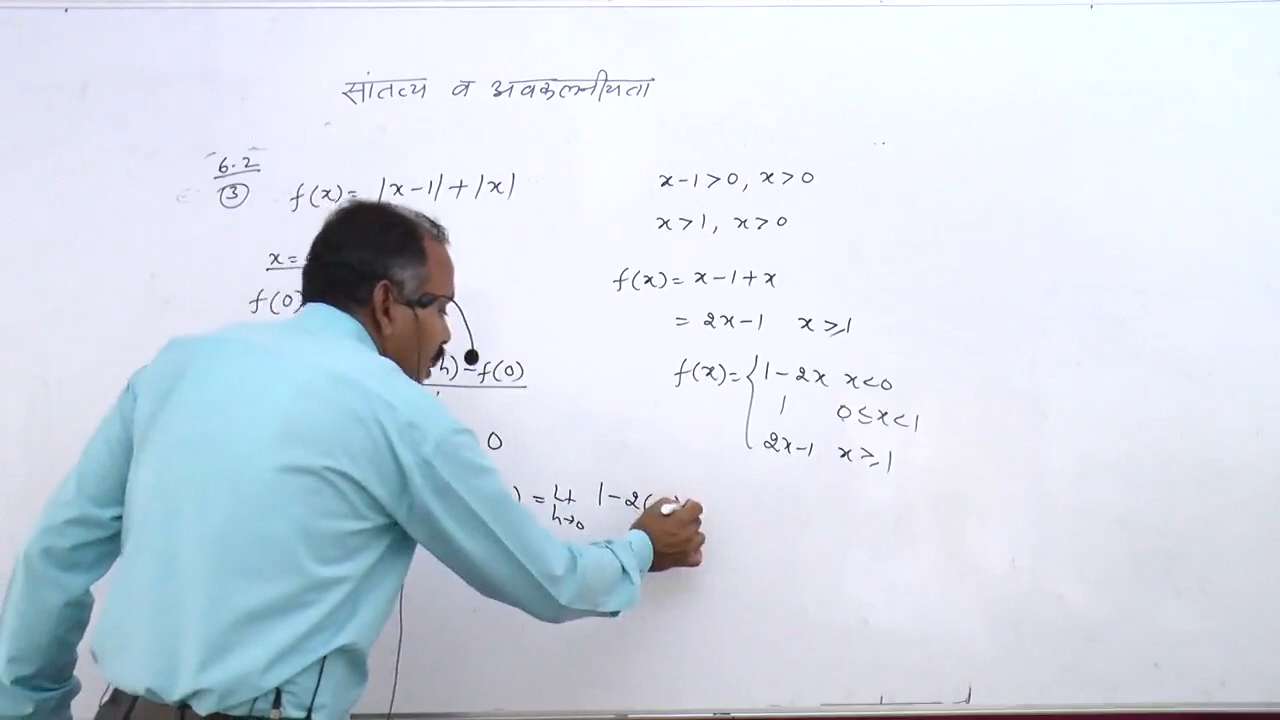 सांतत्य व अवकलनीयता
6.2
3 f(x)= |x-1|+|x|
x=
f(0)
h)-f(0)
0
) = Lt 1-2(
h→0
x-1>0, x>0
x>1, x>0
f(x)= x-1+x
= 2x-1 x≥1
f(x)= { 1-2x x<0
1 0≤x<1
2x-1 x≥1